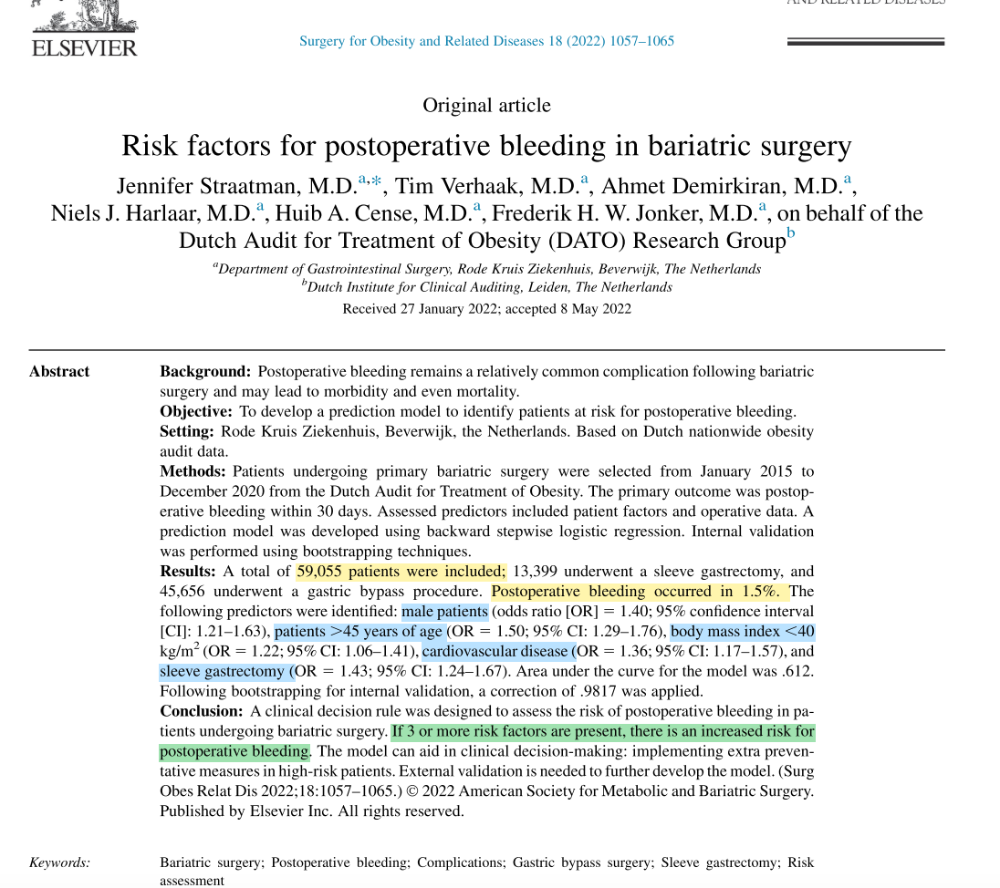 AND RELATED DISEASES
ELSEVIER
Surgery for Obesity and Related Diseases 18 (2022) 1057–1065
Original article
Risk factors for postoperative bleeding in bariatric surgery
Jennifer Straatman, M.D.a,*, Tim Verhaak, M.D.a, Ahmet Demirkiran, M.D.a,
Niels J. Harlaar, M.D.a, Huib A. Cense, M.D.a, Frederik H. W. Jonker, M.D.a, on behalf of the
Dutch Audit for Treatment of Obesity (DATO) Research Groupb
aDepartment of Gastrointestinal Surgery, Rode Kruis Ziekenhuis, Beverwijk, The Netherlands
bDutch Institute for Clinical Auditing, Leiden, The Netherlands
Received 27 January 2022; accepted 8 May 2022
Abstract
Background: Postoperative bleeding remains a relatively common complication following bariatric
surgery and may lead to morbidity and even mortality.
Objective: To develop a prediction model to identify patients at risk for postoperative bleeding.
Setting: Rode Kruis Ziekenhuis, Beverwijk, the Netherlands. Based on Dutch nationwide obesity
audit data.
Methods: Patients undergoing primary bariatric surgery were selected from January 2015 to
December 2020 from the Dutch Audit for Treatment of Obesity. The primary outcome was postop-
erative bleeding within 30 days. Assessed predictors included patient factors and operative data. A
prediction model was developed using backward stepwise logistic regression. Internal validation
was performed using bootstrapping techniques.
Results: A total of 59,055 patients were included; 13,399 underwent a sleeve gastrectomy, and
45,656 underwent a gastric bypass procedure. Postoperative bleeding occurred in 1.5%. The
following predictors were identified: male patients (odds ratio [OR] = 1.40; 95% confidence interval
[CI]: 1.21–1.63), patients >45 years of age (OR = 1.50; 95% CI: 1.29–1.76), body mass index <40
kg/m2 (OR = 1.22; 95% CI: 1.06–1.41), cardiovascular disease (OR = 1.36; 95% CI: 1.17–1.57), and
sleeve gastrectomy (OR = 1.43; 95% CI: 1.24–1.67). Area under the curve for the model was .612.
Following bootstrapping for internal validation, a correction of .9817 was applied.
Conclusion: A clinical decision rule was designed to assess the risk of postoperative bleeding in pa-
tients undergoing bariatric surgery. If 3 or more risk factors are present, there is an increased risk for
postoperative bleeding. The model can aid in clinical decision-making: implementing extra preven-
tative measures in high-risk patients. External validation is needed to further develop the model. (Surg
Obes Relat Dis 2022;18:1057–1065.) © 2022 American Society for Metabolic and Bariatric Surgery.
Published by Elsevier Inc. All rights reserved.
Keywords:
Bariatric surgery; Postoperative bleeding; Complications; Gastric bypass surgery; Sleeve gastrectomy; Risk
assessment